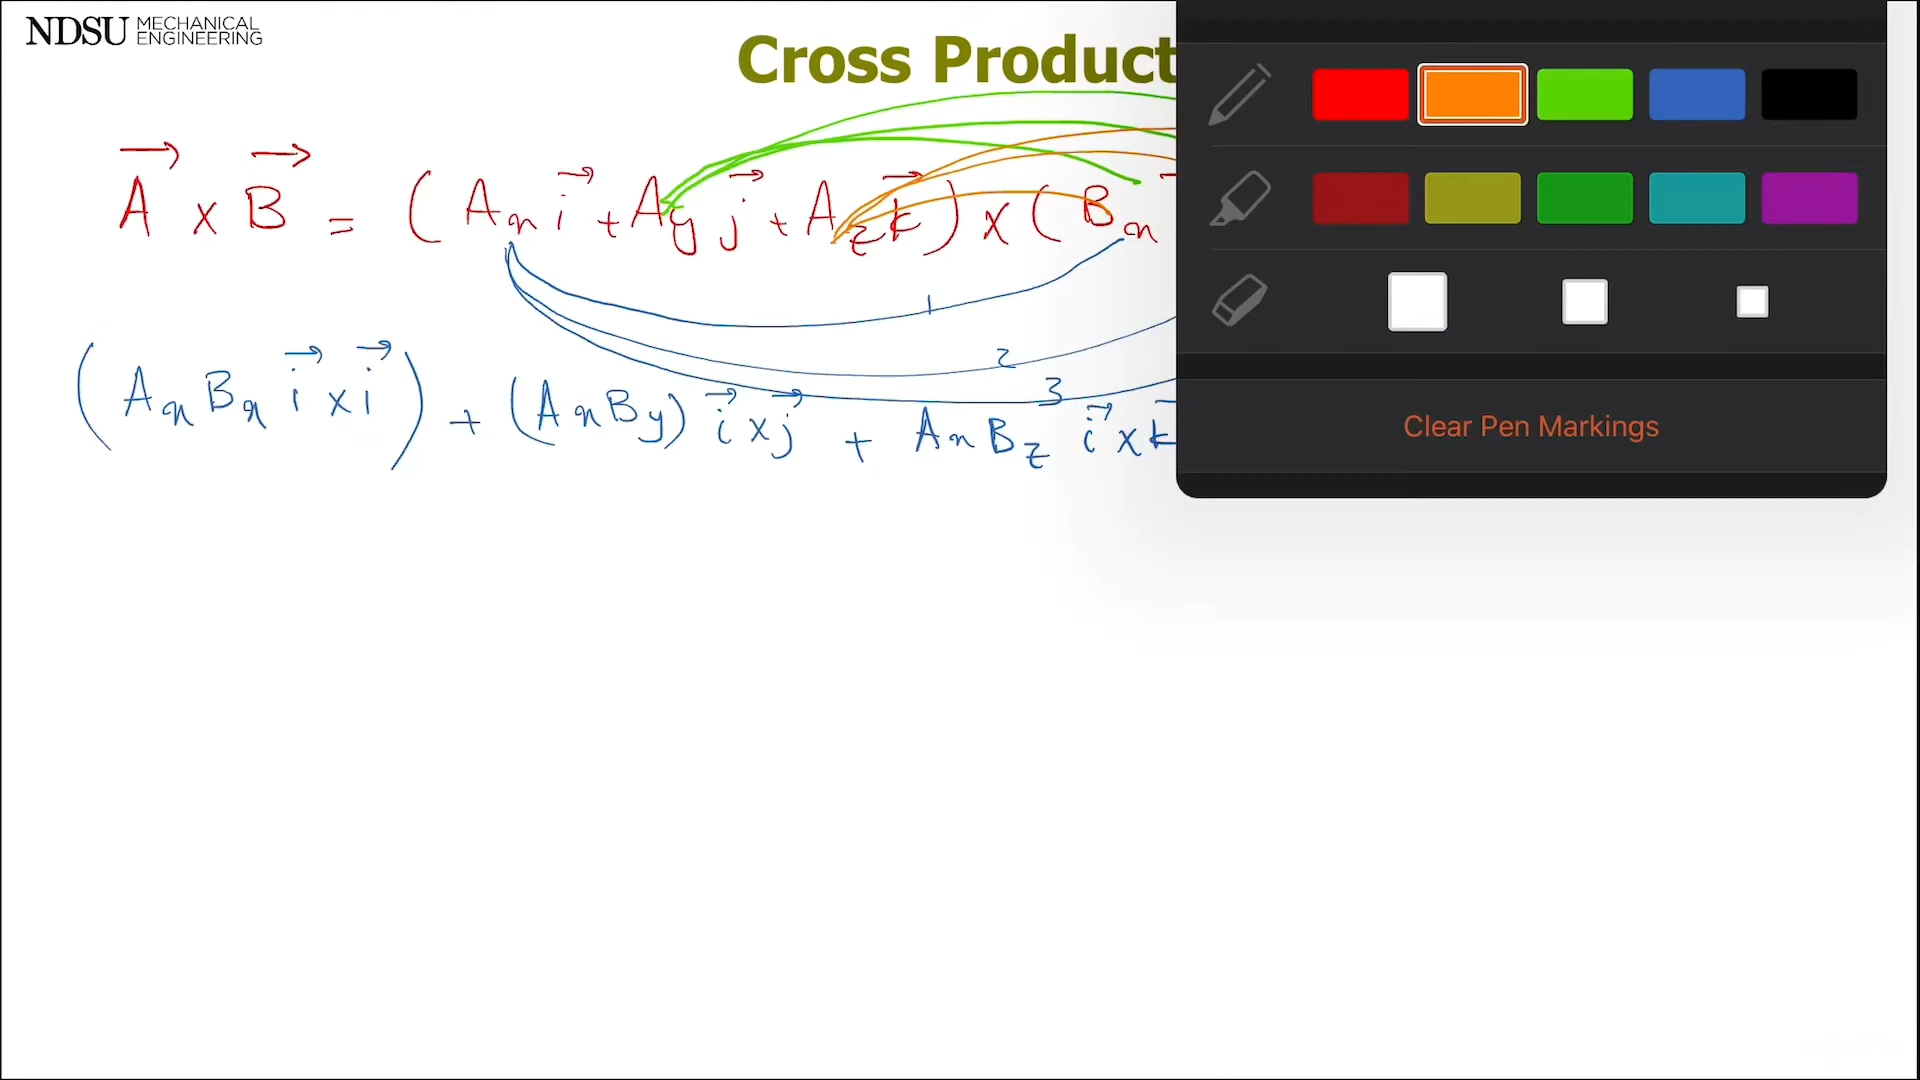 NDSU MECHANICAL ENGINEERING
Cross Product
A x B = (Ax i + Ay j + Az k) x (Bx
1
2
3
(Ax Bx i x i) + (Ax By) i x j + Ax Bz i x k
Clear Pen Markings